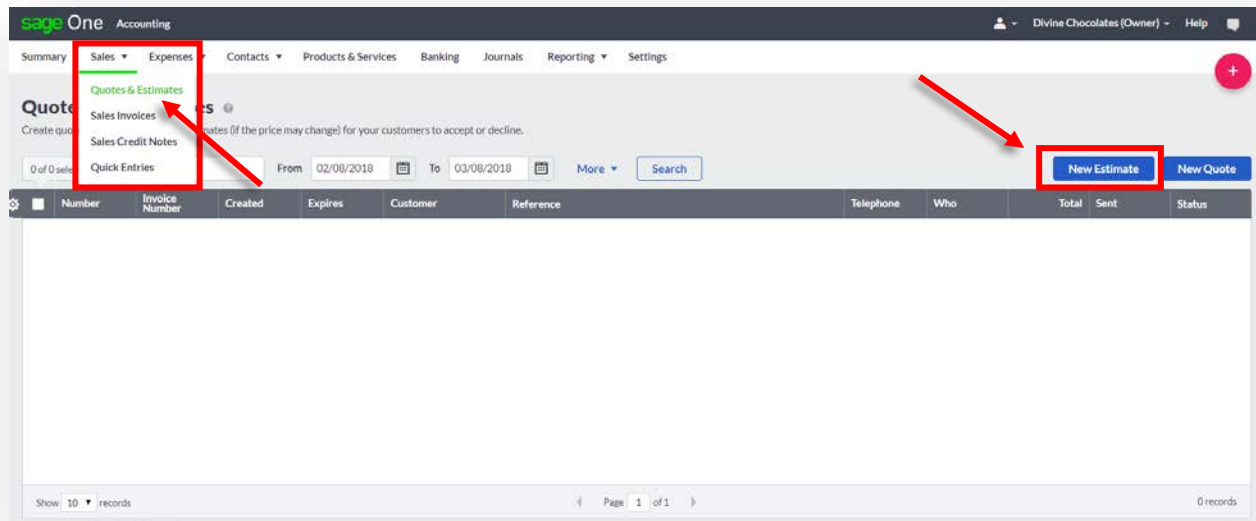 sage One Accounting Divine Chocolates (Owner) Help
Summary Sales Expenses Contacts Products & Services Banking Journals Reporting Settings
+
Quotes & Estimates
Quote es
Sales Invoices
Create quo ates (if the price may change) for your customers to accept or decline.
Sales Credit Notes
0 of 0 sele Quick Entries From 02/08/2018 To 03/08/2018 More Search New Estimate New Quote
Number Invoice Number Created Expires Customer Reference Telephone Who Total Sent Status
Show 10 records Page 1 of 1 0 records